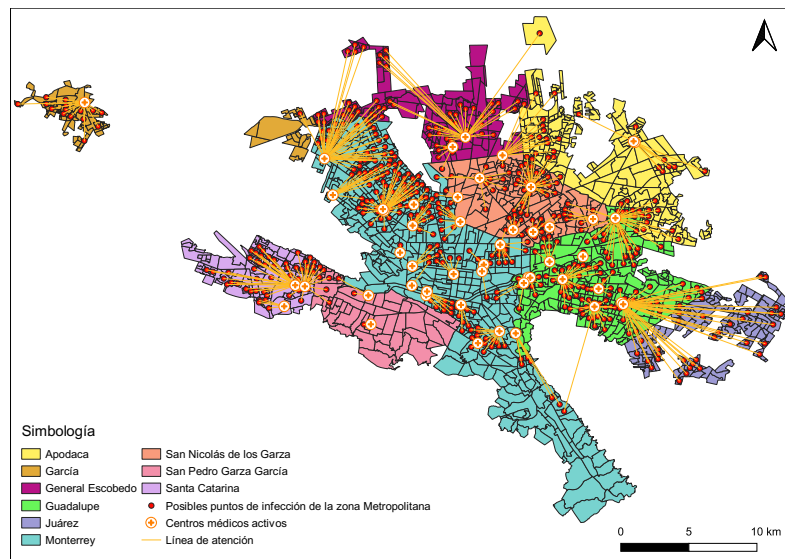 Simbología
Apodaca
García
General Escobedo
Guadalupe
Juárez
Monterrey
San Nicolás de los Garza
San Pedro Garza García
Santa Catarina
Posibles puntos de infección de la zona Metropolitana
Centros médicos activos
Línea de atención
0 5 10 km